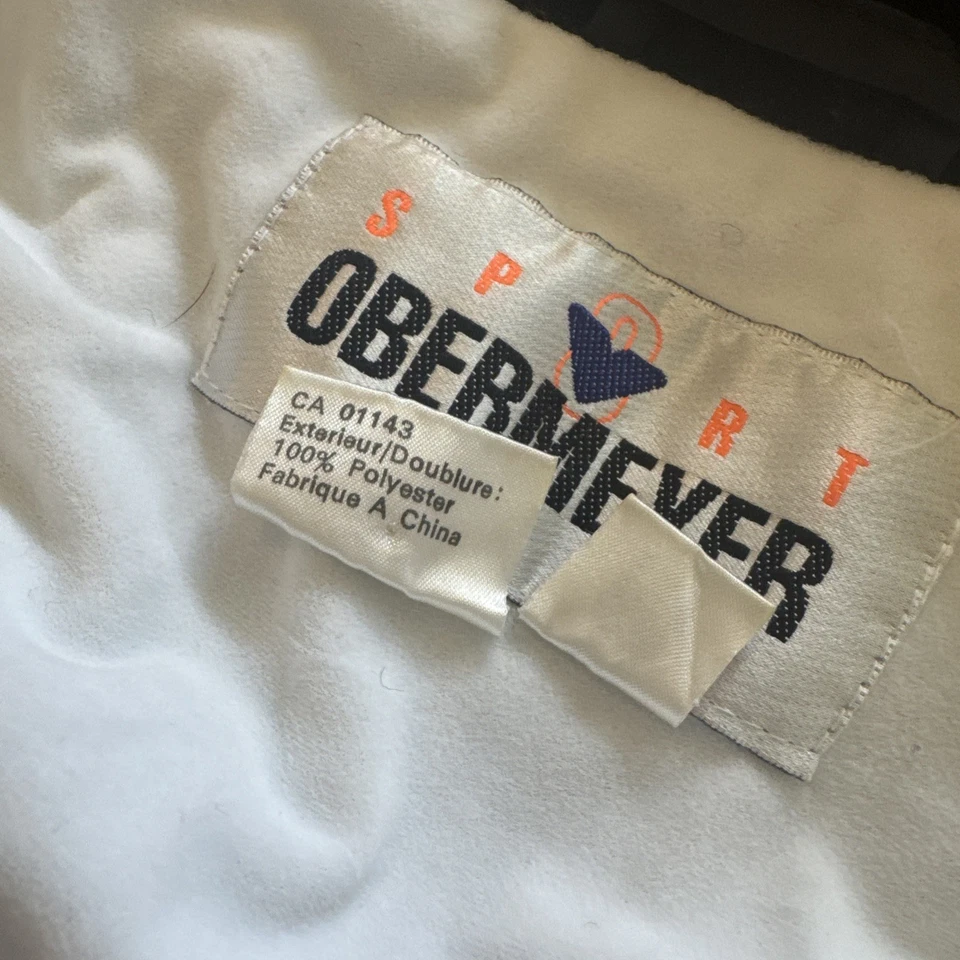 SPORT
OBERMEYER
CA 01143
Exterieur/Doublure:
100% Polyester
Fabrique A China